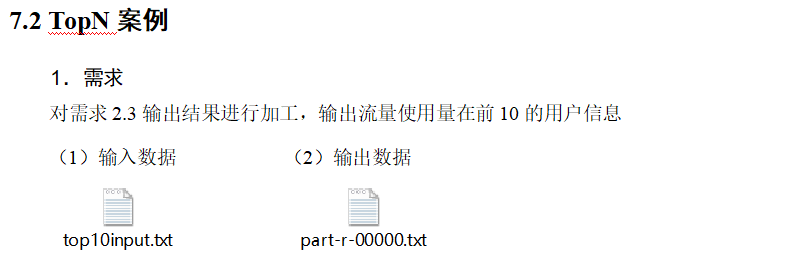 7.2 TopN 案例
1．需求
对需求 2.3 输出结果进行加工，输出流量使用量在前 10 的用户信息
（1）输入数据 （2）输出数据
top10input.txt part-r-00000.txt